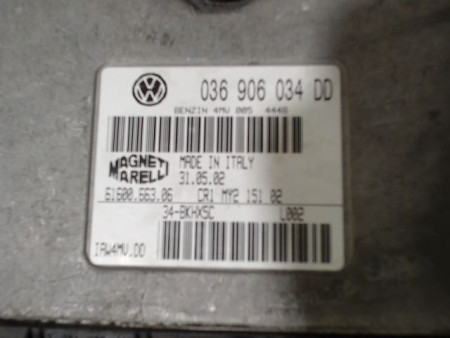 036 906 034 DD
BENZIN 4MV 005 4448
MAGNETI MARELLI
MADE IN ITALY
31.05.02
61600.663.06 CR1 MY2 151 02
34-BKHXSC L002
IAW4MV.DD